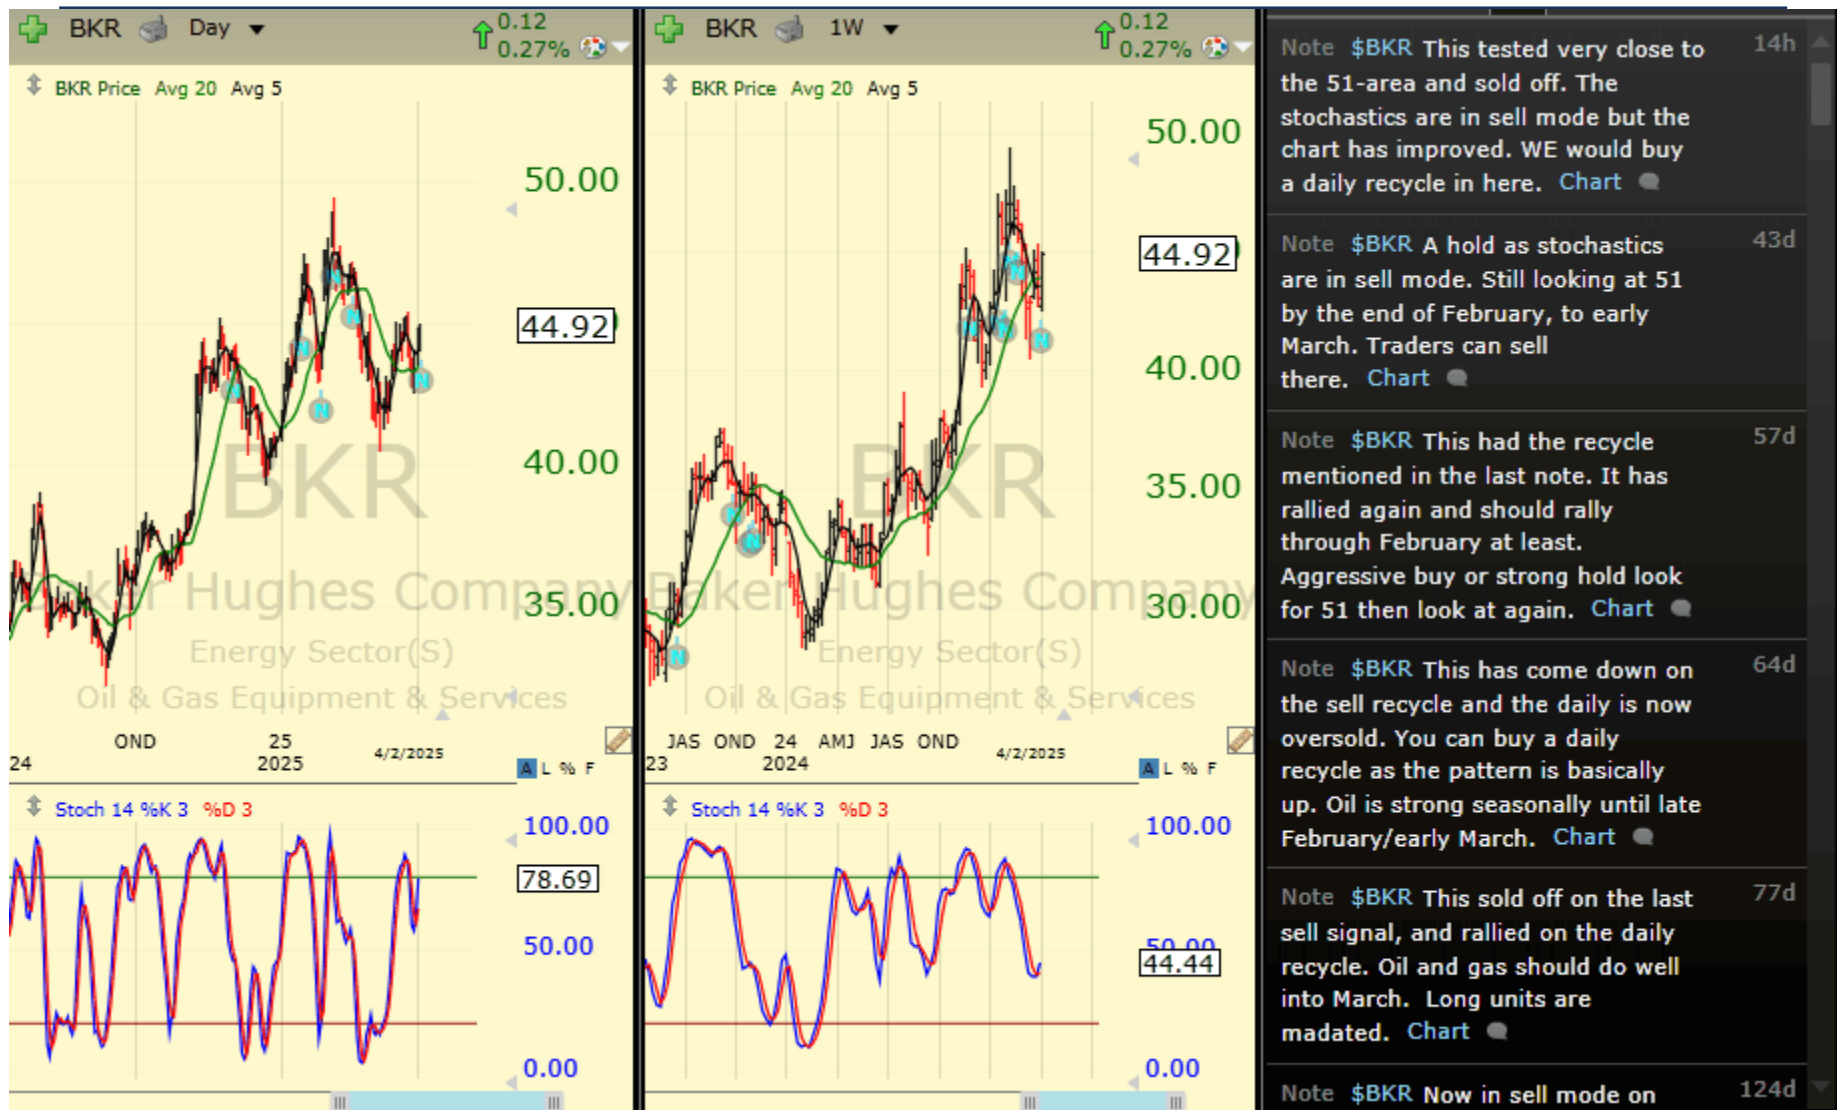 BKR Day 0.12
0.27%
BKR Price Avg 20 Avg 5
50.00
44.92
40.00
35.00
BKR
Baker Hughes Company
Energy Sector(S)
Oil & Gas Equipment & Services
OND 25
24 2025 4/2/2025
A L % F
Stoch 14 %K 3 %D 3
100.00
78.69
50.00
0.00
BKR 1W 0.12
0.27%
BKR Price Avg 20 Avg 5
50.00
44.92
40.00
35.00
30.00
BKR
Baker Hughes Company
Energy Sector(S)
Oil & Gas Equipment & Services
JAS OND 24 AMJ JAS OND
23 2024 4/2/2025
A L % F
Stoch 14 %K 3 %D 3
100.00
50.00
44.44
0.00
Note $BKR This tested very close to 14h
the 51-area and sold off. The
stochastics are in sell mode but the
chart has improved. WE would buy
a daily recycle in here. Chart
Note $BKR A hold as stochastics 43d
are in sell mode. Still looking at 51
by the end of February, to early
March. Traders can sell
there. Chart
Note $BKR This had the recycle 57d
mentioned in the last note. It has
rallied again and should rally
through February at least.
Aggressive buy or strong hold look
for 51 then look at again. Chart
Note $BKR This has come down on 64d
the sell recycle and the daily is now
oversold. You can buy a daily
recycle as the pattern is basically
up. Oil is strong seasonally until late
February/early March. Chart
Note $BKR This sold off on the last 77d
sell signal, and rallied on the daily
recycle. Oil and gas should do well
into March. Long units are
madated. Chart
Note $BKR Now in sell mode on 124d